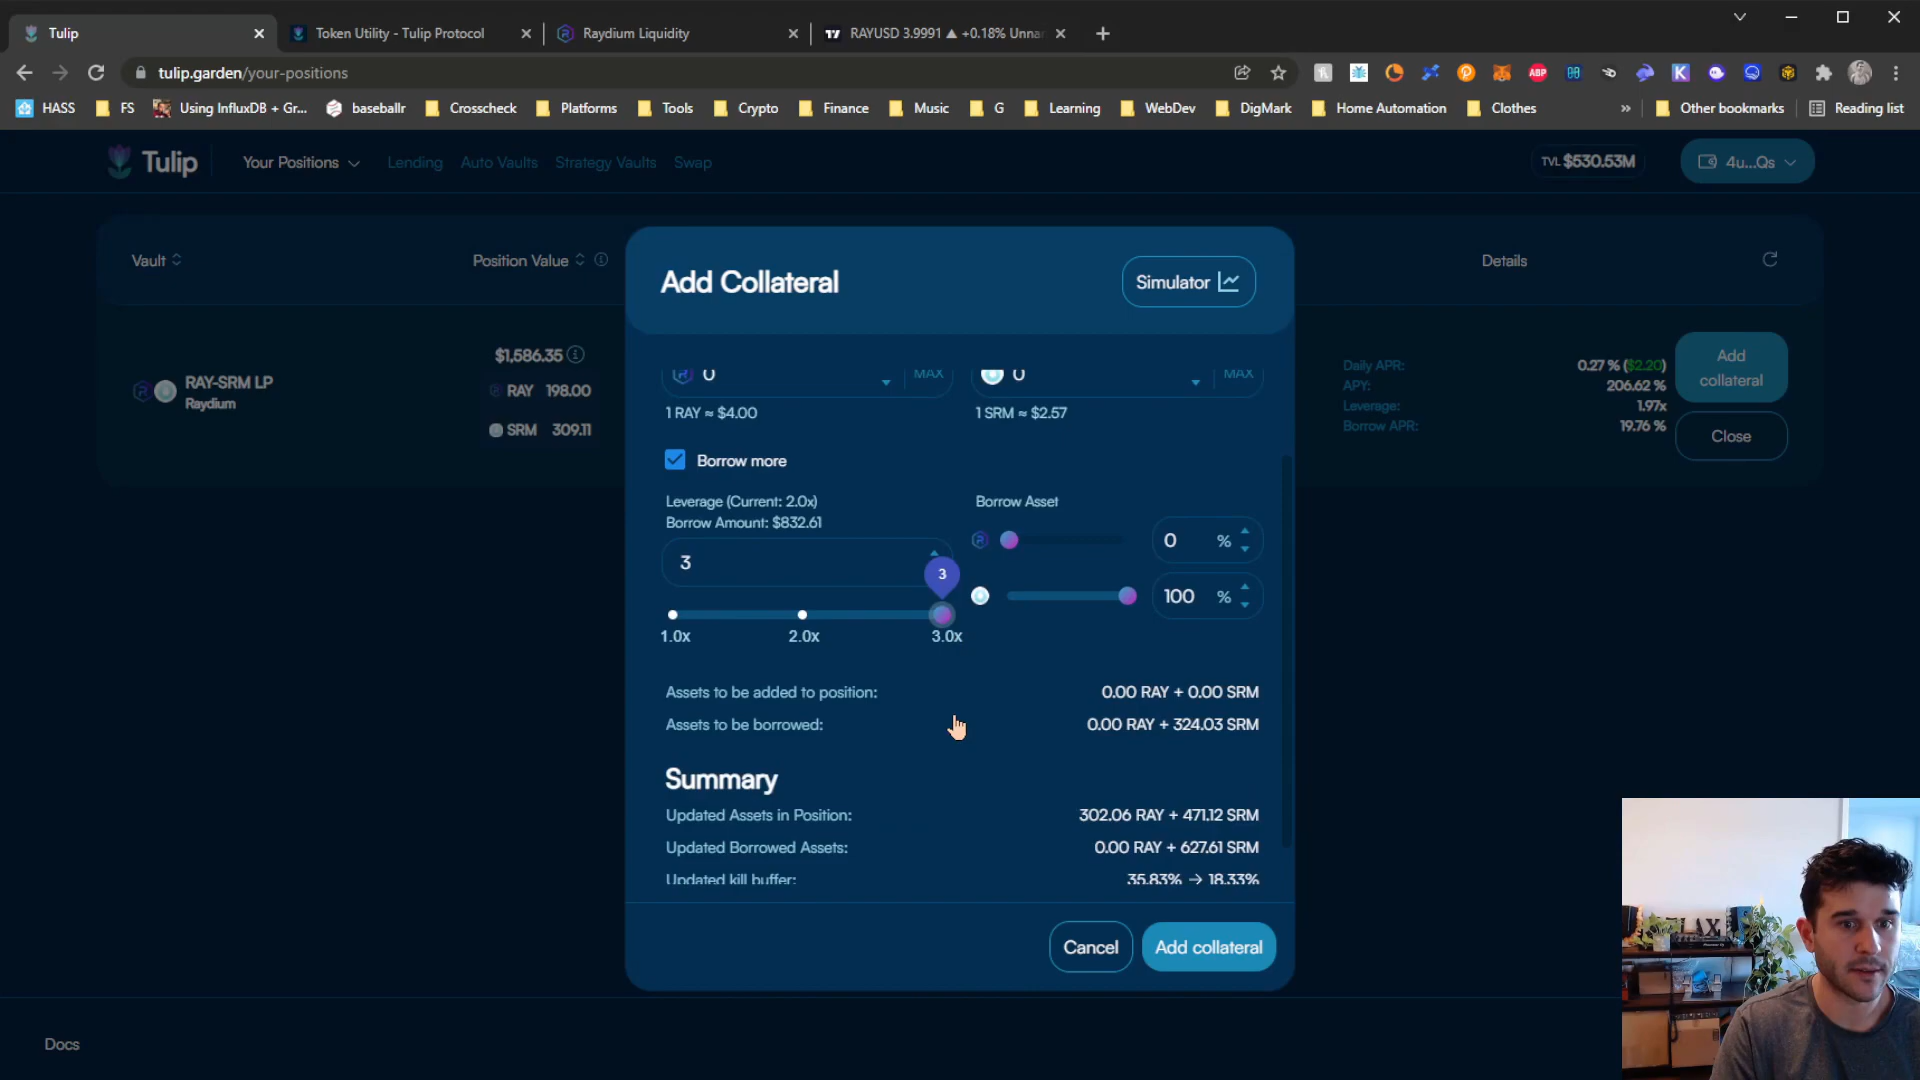 Tulip
Token Utility - Tulip Protocol
Raydium Liquidity
RAYUSD 3.9991 ▲ +0.18% Unnar
tulip.garden/your-positions
HASS
FS
Using InfluxDB + Gr...
baseballr
Crosscheck
Platforms
Tools
Crypto
Finance
Music
G
Learning
WebDev
DigMark
Home Automation
Clothes
»
Other bookmarks
Reading list
Tulip
Your Positions
Lending
Auto Vaults
Strategy Vaults
Swap
TVL $530.53M
4u...Qs
Vault
Position Value
Details
RAY-SRM LP
Raydium
$1,586.35
RAY 198.00
SRM 309.11
Daily APR: 0.27 % ($2.20)
APY: 206.62 %
Leverage: 1.97x
Borrow APR: 19.76 %
Add collateral
Close
Add Collateral
Simulator
0 MAX
0 MAX
1 RAY ≈ $4.00
1 SRM ≈ $2.57
Borrow more
Leverage (Current: 2.0x)
Borrow Amount: $832.61
Borrow Asset
3
3
1.0x 2.0x 3.0x
0 %
100 %
Assets to be added to position: 0.00 RAY + 0.00 SRM
Assets to be borrowed: 0.00 RAY + 324.03 SRM
Summary
Updated Assets in Position: 302.06 RAY + 471.12 SRM
Updated Borrowed Assets: 0.00 RAY + 627.61 SRM
Updated kill buffer: 35.83% → 18.33%
Cancel
Add collateral
Docs